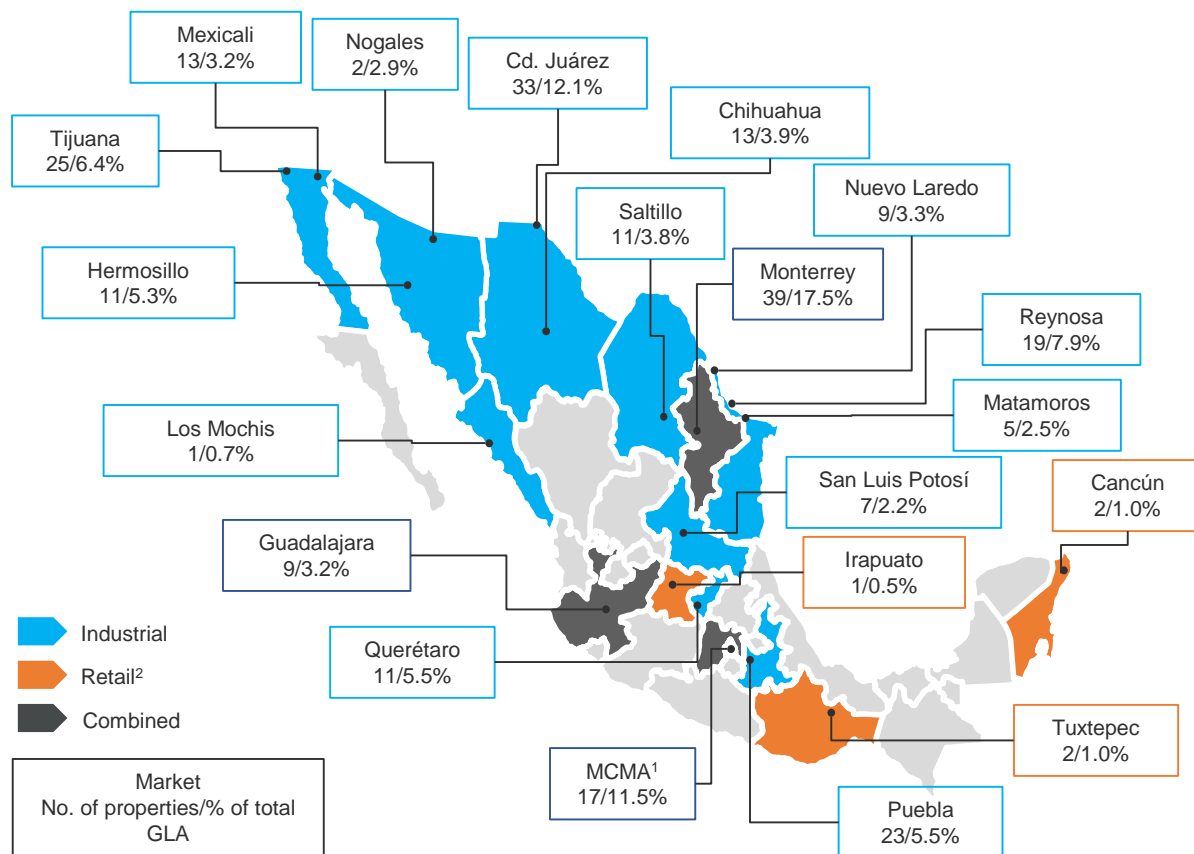 Mexicali
13/3.2%
Nogales
2/2.9%
Cd. Juárez
33/12.1%
Chihuahua
13/3.9%
Tijuana
25/6.4%
Nuevo Laredo
9/3.3%
Saltillo
11/3.8%
Monterrey
39/17.5%
Hermosillo
11/5.3%
Reynosa
19/7.9%
Matamoros
5/2.5%
Los Mochis
1/0.7%
San Luis Potosí
7/2.2%
Cancún
2/1.0%
Guadalajara
9/3.2%
Irapuato
1/0.5%
Industrial
Querétaro
11/5.5%
Retail²
Combined
Tuxtepec
2/1.0%
MCMA¹
17/11.5%
Puebla
23/5.5%
Market
No. of properties/% of total
GLA